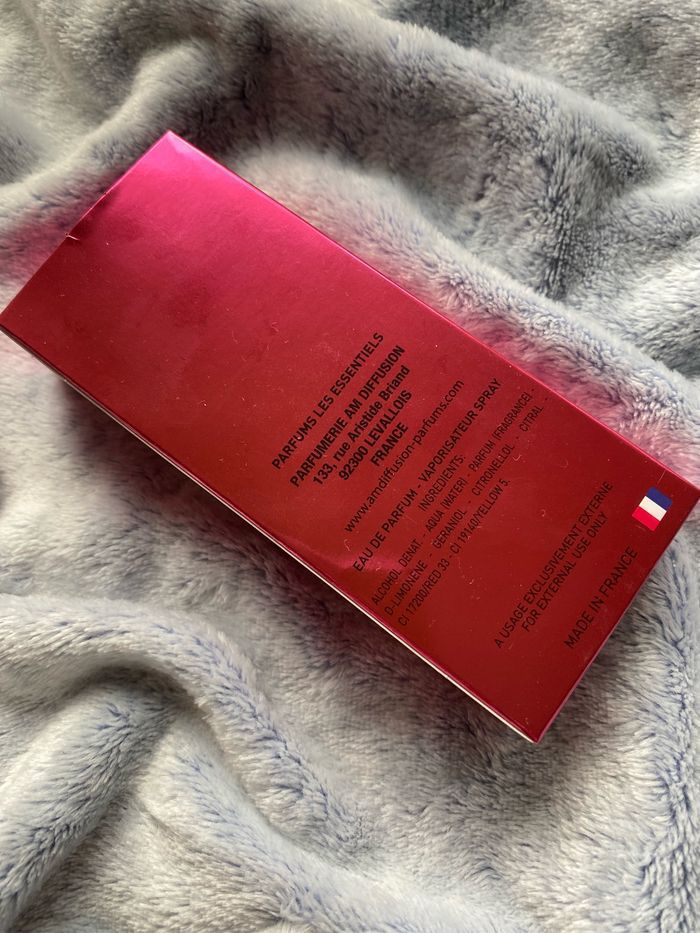 PARFUMS LES ESSENTIELS
PARFUMERIE AM DIFFUSION
133, rue Aristide Briand
92300 LEVALLOIS
FRANCE
www.amdiffusion-parfums.com
EAU DE PARFUM - VAPORISATEUR SPRAY
INGREDIENTS:
ALCOHOL DENAT. - AQUA (WATER) - PARFUM (FRAGRANCE) -
D-LIMONENE - GERANIOL - CITRONELLOL - CITRAL
CI 17200/RED 33 - CI 19140/YELLOW 5.
A USAGE EXCLUSIVEMENT EXTERNE
FOR EXTERNAL USE ONLY
MADE IN FRANCE